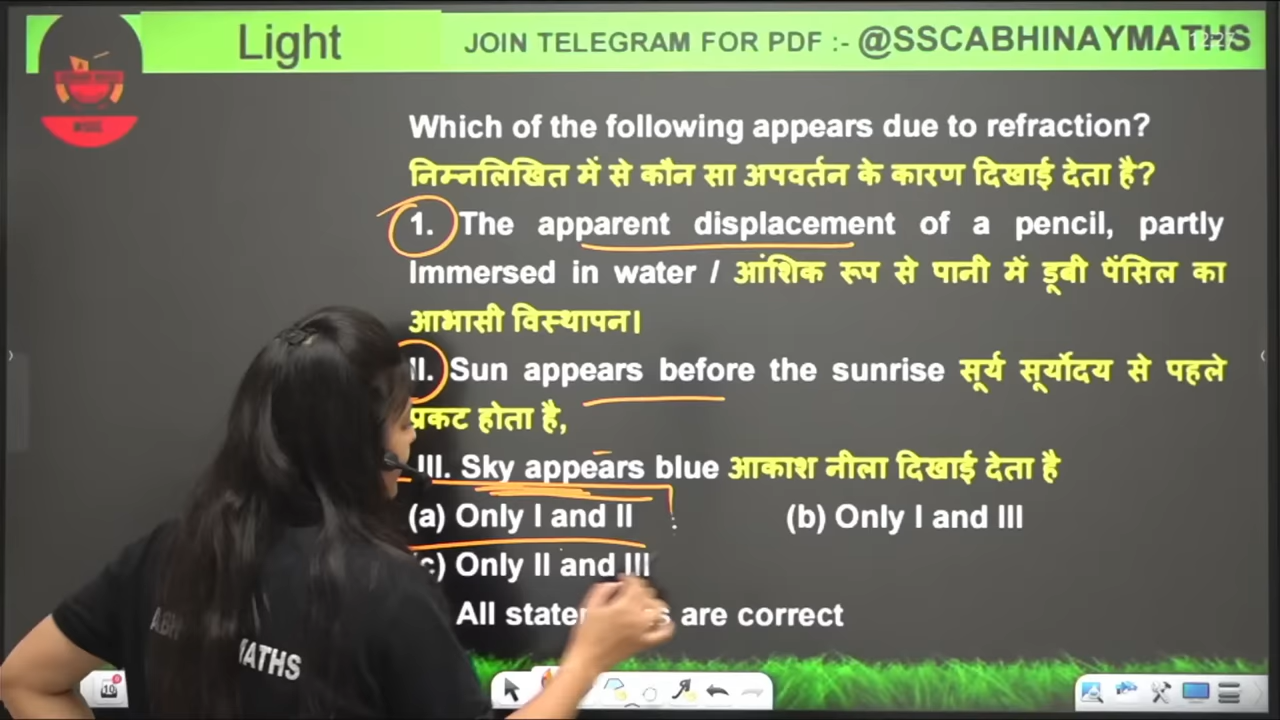 Light
JOIN TELEGRAM FOR PDF :- @SSCABHINAYMATHS
Which of the following appears due to refraction?
निम्नलिखित में से कौन सा अपवर्तन के कारण दिखाई देता है?
1. The apparent displacement of a pencil, partly
Immersed in water / आंशिक रूप से पानी में डूबी पेंसिल का
आभासी विस्थापन।
II. Sun appears before the sunrise सूर्य सूर्योदय से पहले
प्रकट होता है,
III. Sky appears blue आकाश नीला दिखाई देता है
(a) Only I and II (b) Only I and III
c) Only II and III
All are correct
MATHS